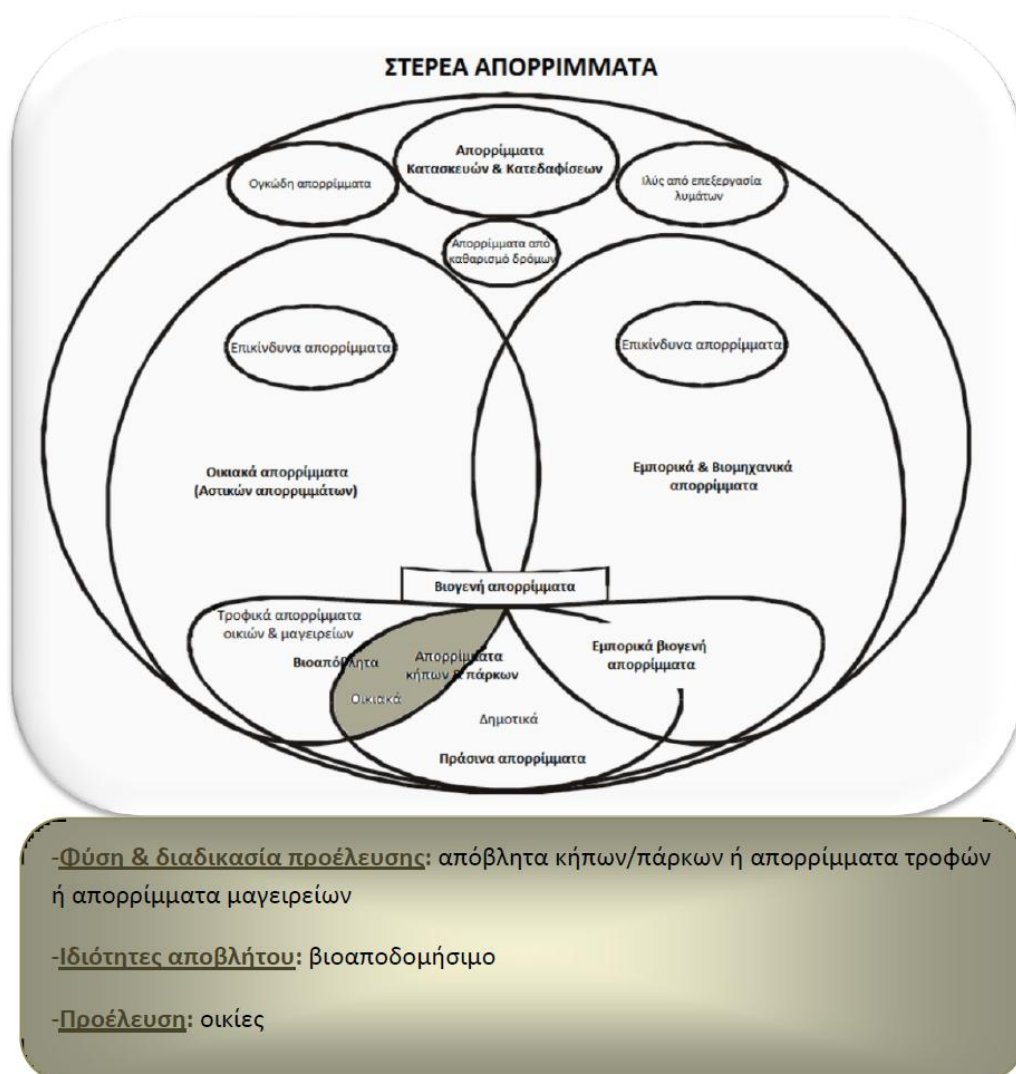 ΣΤΕΡΕΑ ΑΠΟΡΡΙΜΜΑΤΑ
Απορρίμματα
Κατασκευών & Κατεδαφίσεων
Ογκώδη απορρίμματα
Ιλύς από επεξεργασία
λυμάτων
Απορρίμματα από
καθαρισμό δρόμων
Επικίνδυνα απορρίμματα
Επικίνδυνα απορρίμματα
Οικιακά απορρίμματα
(Αστικών απορριμμάτων)
Εμπορικά & Βιομηχανικά
απορρίμματα
Βιογενή απορρίμματα
Τροφικά απορρίμματα
οικιών & μαγειρείων
Βιοαπόβλητα
Απορρίμματα
κήπων & πάρκων
Οικιακά
Εμπορικά βιογενή
απορρίμματα
Δημοτικά
Πράσινα απορρίμματα
-Φύση & διαδικασία προέλευσης: απόβλητα κήπων/πάρκων ή απορρίμματα τροφών
ή απορρίμματα μαγειρείων
-Ιδιότητες αποβλήτου: βιοαποδομήσιμο
-Προέλευση: οικίες